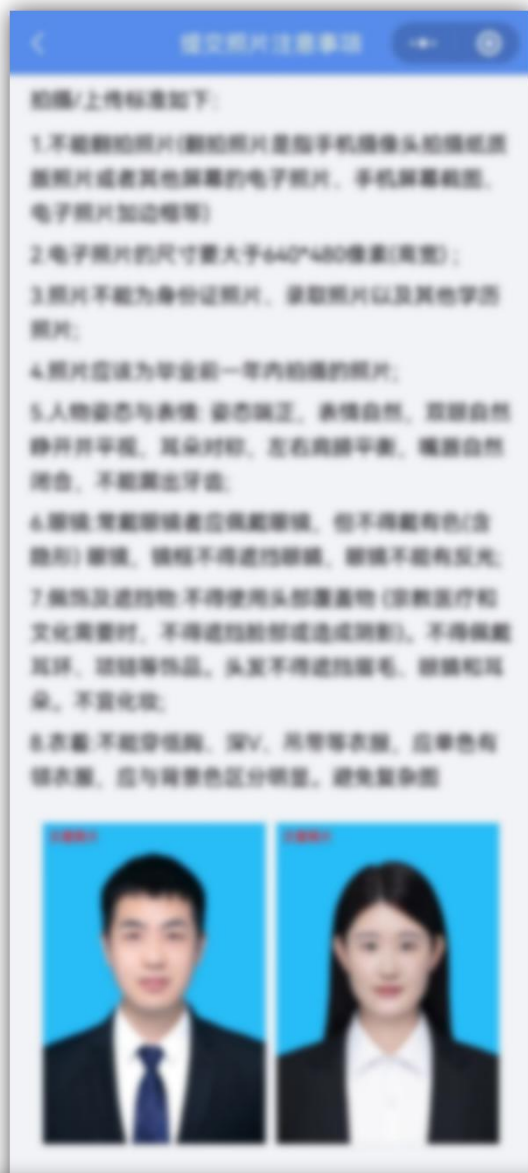 提交照片注意事项
拍摄/上传标准如下:
1.不能翻拍照片(翻拍照片是指手机摄像头拍摄纸质
版照片或者其他屏幕的电子照片、手机屏幕截图、
电子照片加边框等)
2.电子照片的尺寸要大于640*480像素(高宽);
3.照片不能为身份证照片、录取照片以及其他学历
照片;
4.照片应该为毕业前一年内拍摄的照片;
5.人物姿态与表情: 姿态端正、表情自然、双眼自然
睁开并平视、耳朵对称、左右肩膀平衡、嘴唇自然
闭合、不能露出牙齿;
6.眼镜:常戴眼镜者应佩戴眼镜、但不得戴有色(含
隐形) 眼镜、镜框不得遮挡眼睛、眼镜不能有反光;
7.佩饰及遮挡物:不得使用头部覆盖物 (宗教医疗和
文化需要时、不得遮挡脸部或造成阴影)。不得佩戴
耳环、项链等饰品。头发不得遮挡眉毛、眼睛和耳
朵。不宜化妆;
8.衣着:不能穿低胸、深V、吊带等衣服、应单色有
领衣服、应与背景色区分明显。避免复杂图